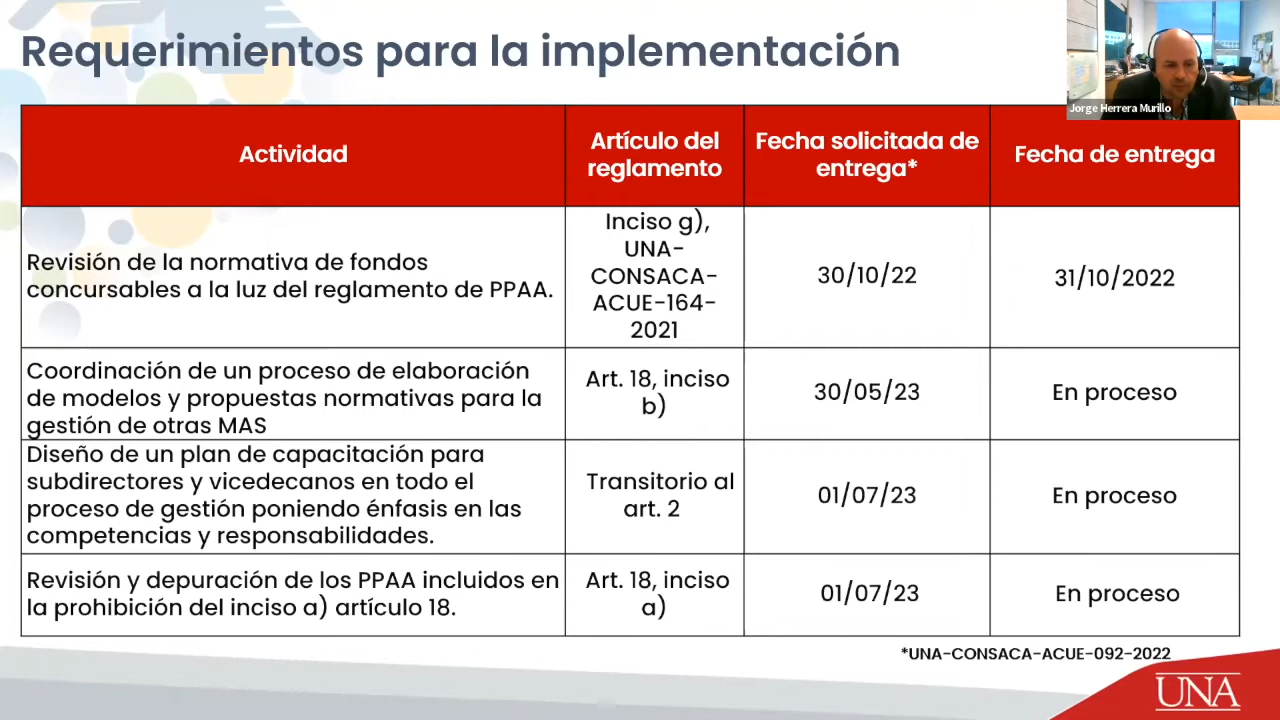 Requerimientos para la implementación
Jorge Herrera Murillo
Actividad
Artículo del
reglamento
Fecha solicitada de
entrega*
Fecha de entrega
Revisión de la normativa de fondos
concursables a la luz del reglamento de PPAA.
Inciso g),
UNA-
CONSACA-
ACUE-164-
2021
30/10/22
31/10/2022
Coordinación de un proceso de elaboración
de modelos y propuestas normativas para la
gestión de otras MAS
Art. 18, inciso
b)
30/05/23
En proceso
Diseño de un plan de capacitación para
subdirectores y vicedecanos en todo el
proceso de gestión poniendo énfasis en las
competencias y responsabilidades.
Transitorio al
art. 2
01/07/23
En proceso
Revisión y depuración de los PPAA incluidos en
la prohibición del inciso a) artículo 18.
Art. 18, inciso
a)
01/07/23
En proceso
*UNA-CONSACA-ACUE-092-2022
UNA